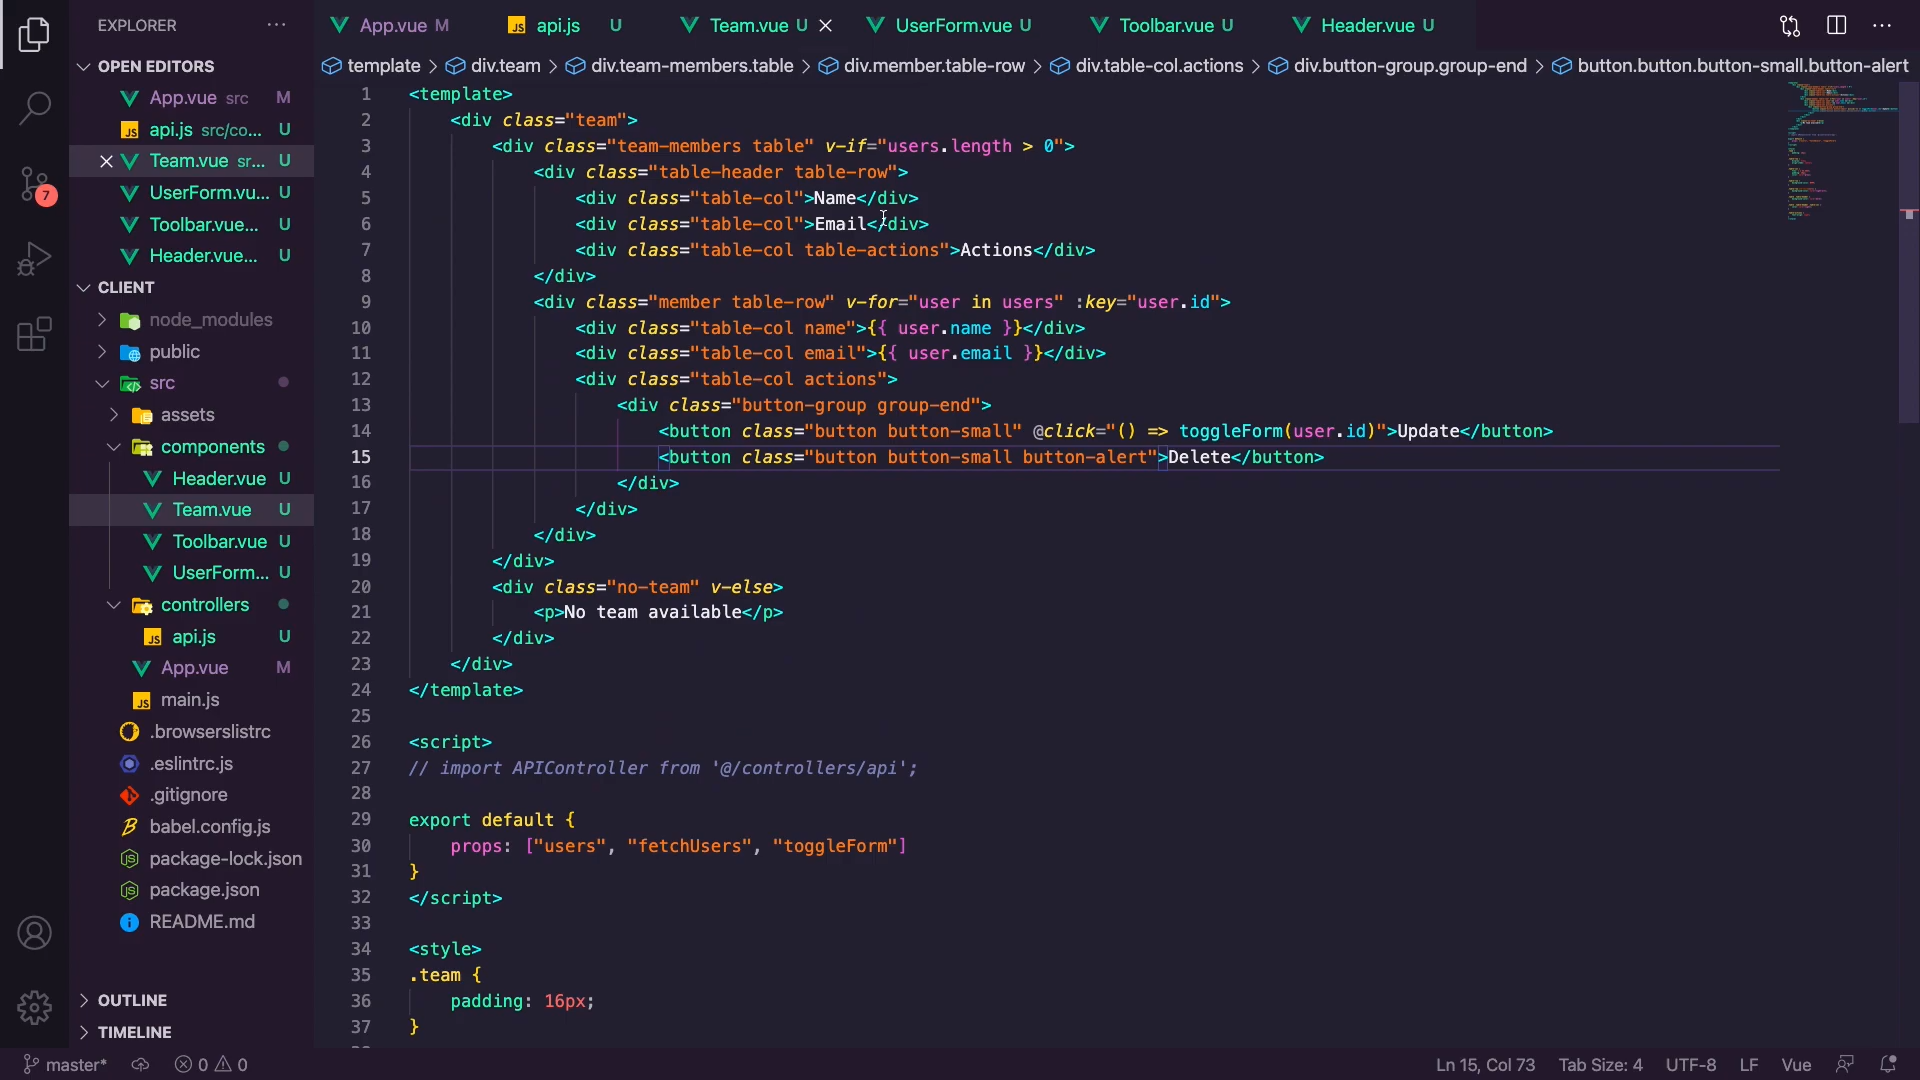 EXPLORER
OPEN EDITORS
App.vue src M
api.js src/co... U
Team.vue sr... U
UserForm.vu... U
Toolbar.vue... U
Header.vue... U
CLIENT
node_modules
public
src
assets
components
Header.vue U
Team.vue U
Toolbar.vue U
UserForm... U
controllers
api.js U
App.vue M
main.js
.browserslistrc
.eslintrc.js
.gitignore
babel.config.js
package-lock.json
package.json
README.md
OUTLINE
TIMELINE
7
App.vue M api.js U Team.vue U UserForm.vue U Toolbar.vue U Header.vue U
template > div.team > div.team-members.table > div.member.table-row > div.table-col.actions > div.button-group.group-end > button.button.button-small.button-alert
1 <template>
2 <div class="team">
3 <div class="team-members table" v-if="users.length > 0">
4 <div class="table-header table-row">
5 <div class="table-col">Name</div>
6 <div class="table-col">Email</div>
7 <div class="table-col table-actions">Actions</div>
8 </div>
9 <div class="member table-row" v-for="user in users" :key="user.id">
10 <div class="table-col name">{{ user.name }}</div>
11 <div class="table-col email">{{ user.email }}</div>
12 <div class="table-col actions">
13 <div class="button-group group-end">
14 <button class="button button-small" @click="() => toggleForm(user.id)">Update</button>
15 <button class="button button-small button-alert">Delete</button>
16 </div>
17 </div>
18 </div>
19 </div>
20 <div class="no-team" v-else>
21 <p>No team available</p>
22 </div>
23 </div>
24 </template>
25
26 <script>
27 // import APIController from '@/controllers/api';
28
29 export default {
30 props: ["users", "fetchUsers", "toggleForm"]
31 }
32 </script>
33
34 <style>
35 .team {
36 padding: 16px;
37 }
master* 0 0 Ln 15, Col 73 Tab Size: 4 UTF-8 LF Vue